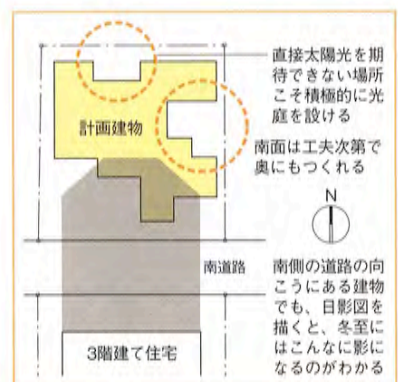 直接太陽光を期
待できない場所
こそ積極的に光
庭を設ける
計画建物
南面は工夫次第で
奥にもつくれる
N
南道路
南側の道路の向
こうにある建物
でも、日影図を
描くと、冬至に
はこんなに影に
なるのがわかる
3階建て住宅